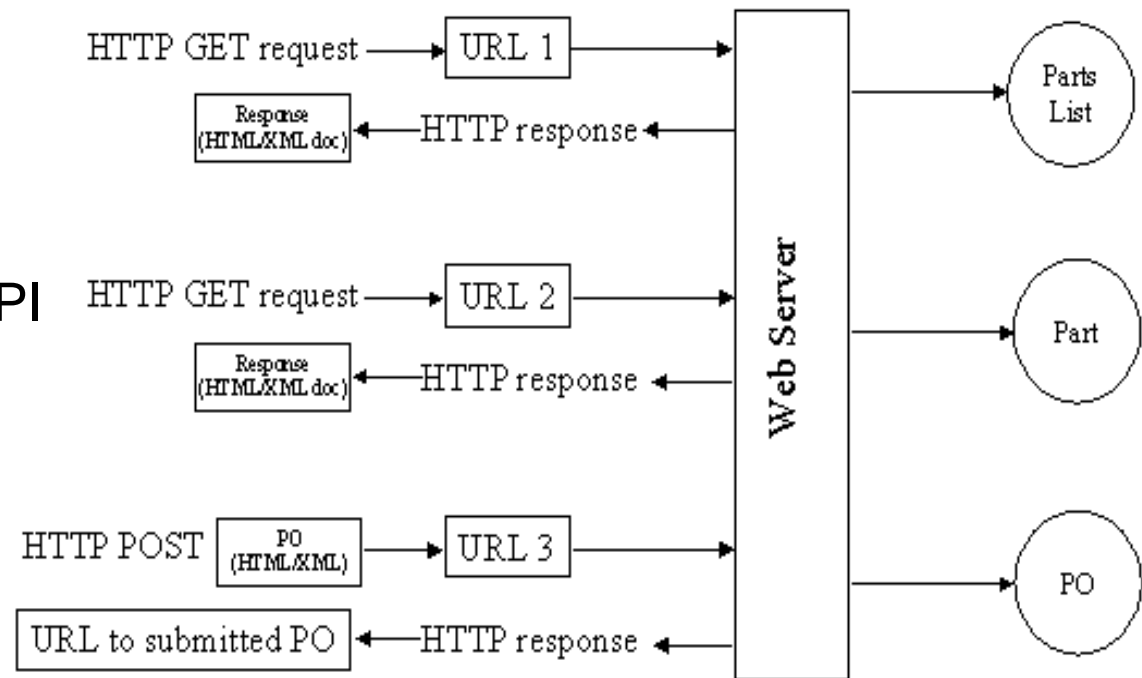 HTTP GET request
URL 1
Response
(HTML/XML doc)
HTTP response
Parts
List
PI
HTTP GET request
URL 2
Response
(HTML/XML doc)
HTTP response
Web Server
Part
HTTP POST
PO
(HTML/XML)
URL 3
URL to submitted PO
HTTP response
PO